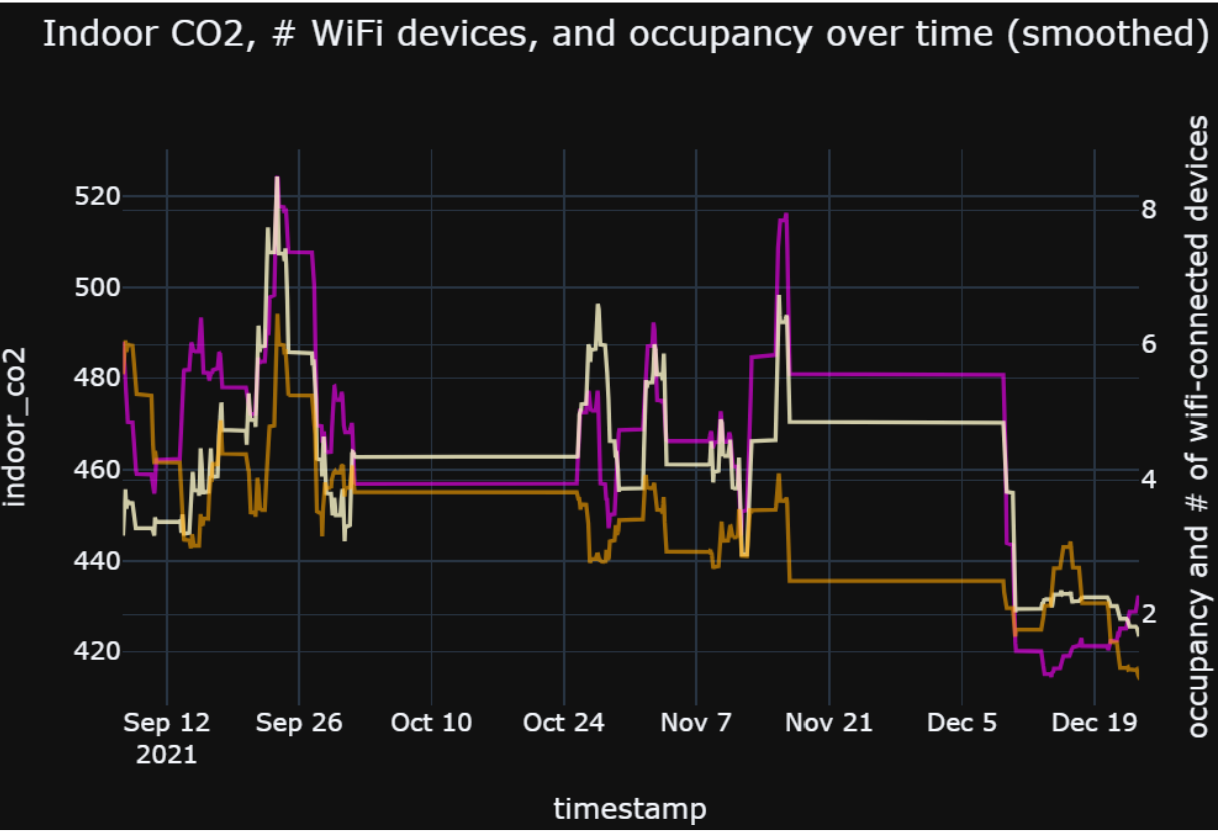 Indoor CO2, # WiFi devices, and occupancy over time (smoothed)
520
500
480
460
440
420
indoor_co2
8
6
4
2
occupancy and # of wifi-connected devices
Sep 12
2021
Sep 26
Oct 10
Oct 24
Nov 7
Nov 21
Dec 5
Dec 19
timestamp